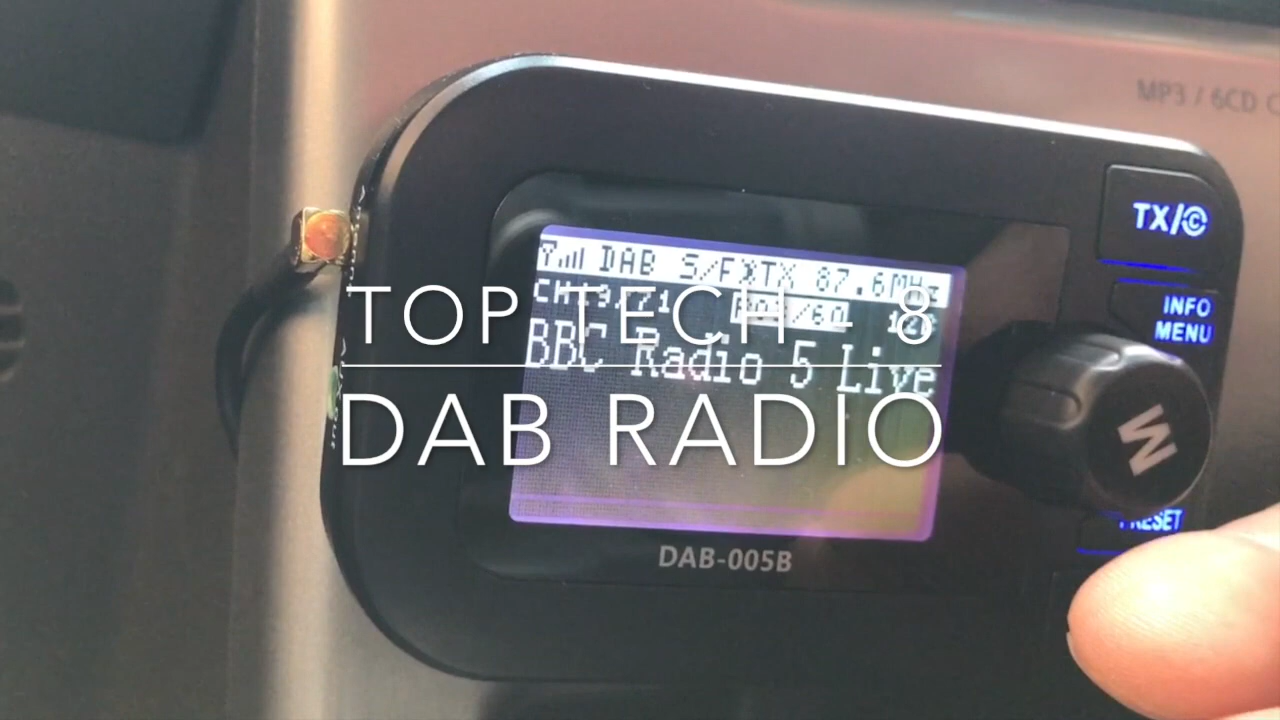 MP3 / 6CD
TX/©
DAB S/F TX 87.6MHz
INFO
MENU
TOP TECH - 8
BBC Radio 5 Live
DAB RADIO
PRESET
M
DAB-005B